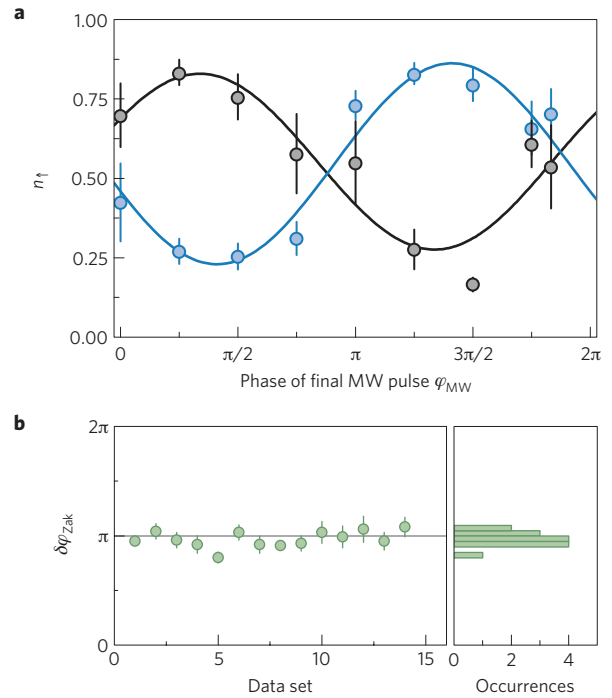 a
1.00
0.75
0.50
0.25
0.00
n↑
0 π/2 π 3π/2 2π
Phase of final MW pulse φMW
b
2π
π
0
δφZak
0 5 10 15
Data set
0 2 4
Occurrences